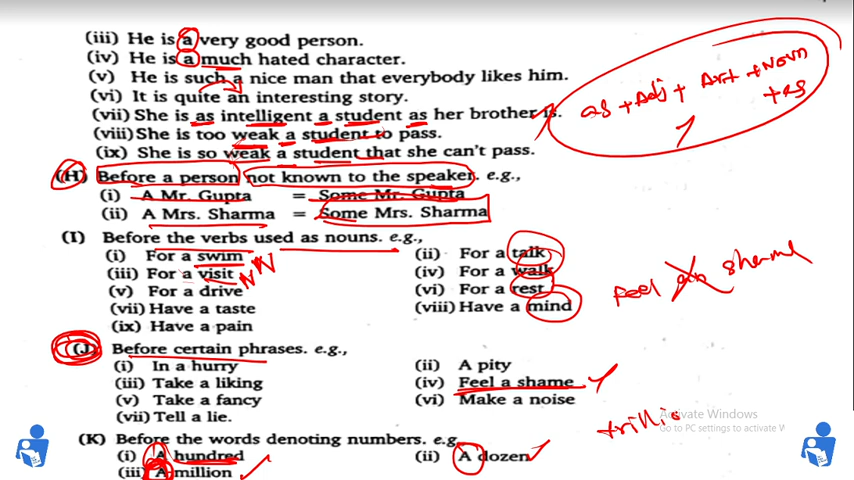 (iii) He is a very good person.
(iv) He is a much hated character.
(v) He is such a nice man that everybody likes him.
(vi) It is quite an interesting story.
(vii) She is as intelligent a student as her brother is.
(viii) She is too weak a student to pass.
(ix) She is so weak a student that she can't pass.
as + Adj + Art + Noun
+ as
(H) Before a person not known to the speaker. e.g.,
(i) A Mr. Gupta = Some Mr. Gupta
(ii) A Mrs. Sharma = Some Mrs. Sharma
(I) Before the verbs used as nouns. e.g.,
(i) For a swim (ii) For a talk
(iii) For a visit (iv) For a walk
N N
(v) For a drive (vi) For a rest
(vii) Have a taste (viii) Have a mind
(ix) Have a pain
Feel shame
(J) Before certain phrases. e.g.,
(i) In a hurry (ii) A pity
(iii) Take a liking (iv) Feel a shame
(v) Take a fancy (vi) Make a noise
(vii) Tell a lie.
(K) Before the words denoting numbers. e.g.
(i) A hundred (ii) A dozen
(iii) A million
Activate Windows
Go to PC settings to activate W